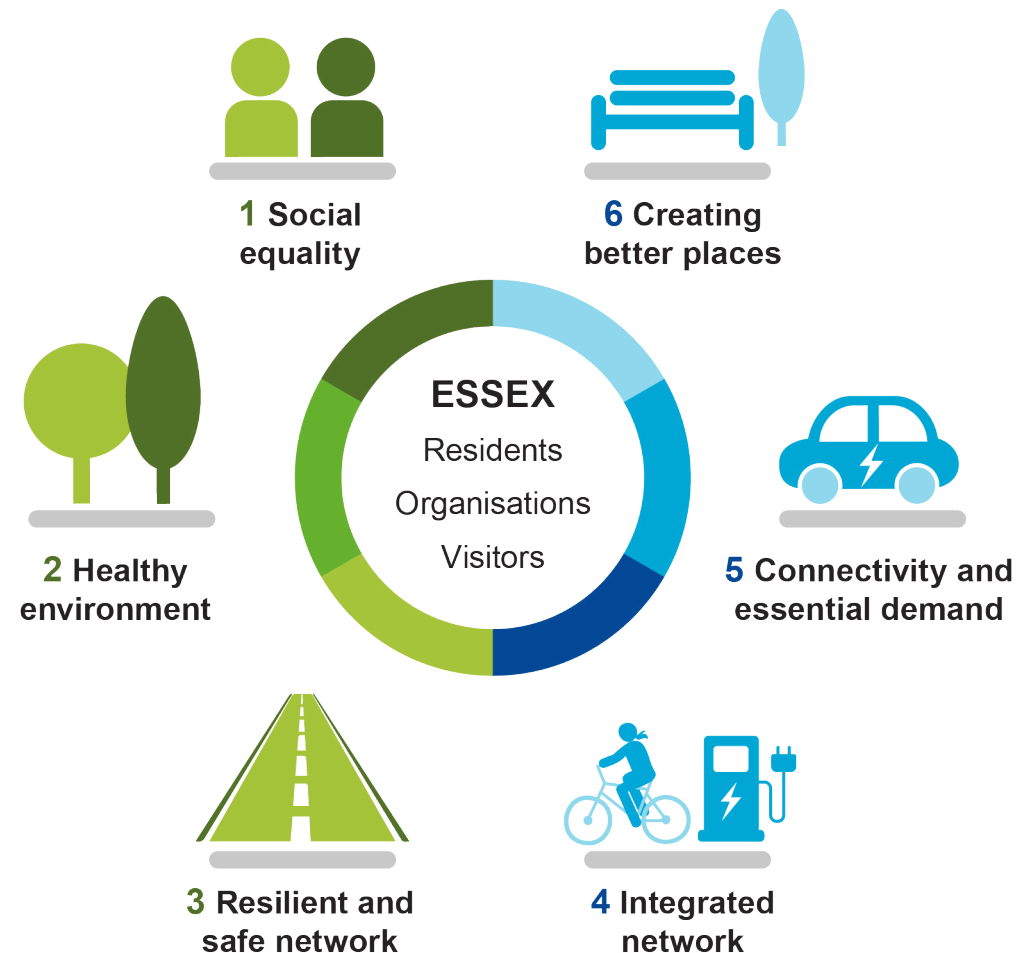 1 Social
equality
6 Creating
better places
ESSEX
Residents
Organisations
Visitors
2 Healthy
environment
5 Connectivity and
essential demand
3 Resilient and
safe network
4 Integrated
network